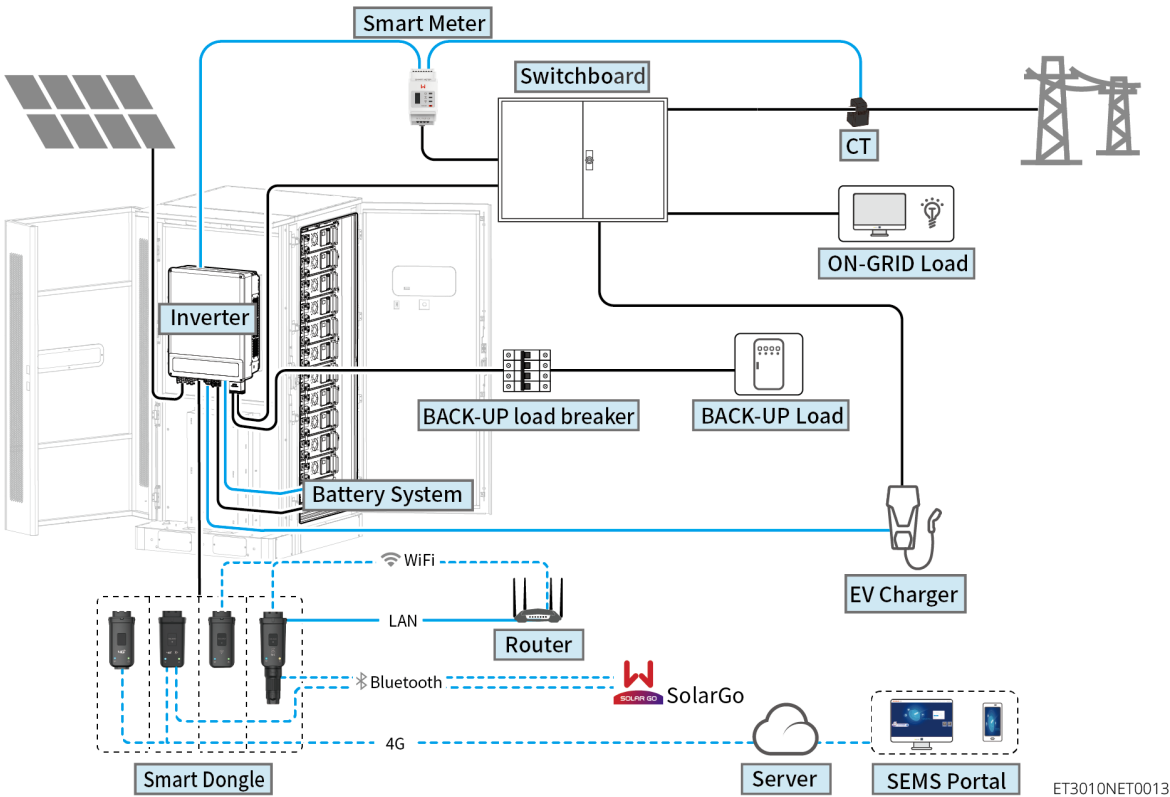 Smart Meter
Switchboard
CT
ON-GRID Load
Inverter
BACK-UP load breaker
BACK-UP Load
Battery System
EV Charger
WiFi
LAN
Router
Bluetooth
SOLAR GO
SolarGo
4G
Smart Dongle
Server
SEMS Portal
ET3010NET0013